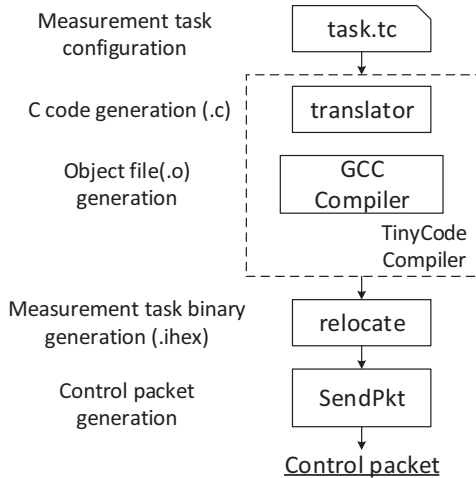 Measurement task
configuration
task.tc
C code generation (.c)
translator
Object file(.o)
generation
GCC
Compiler
TinyCode
Compiler
Measurement task binary
generation (.ihex)
relocate
Control packet
generation
SendPkt
Control packet